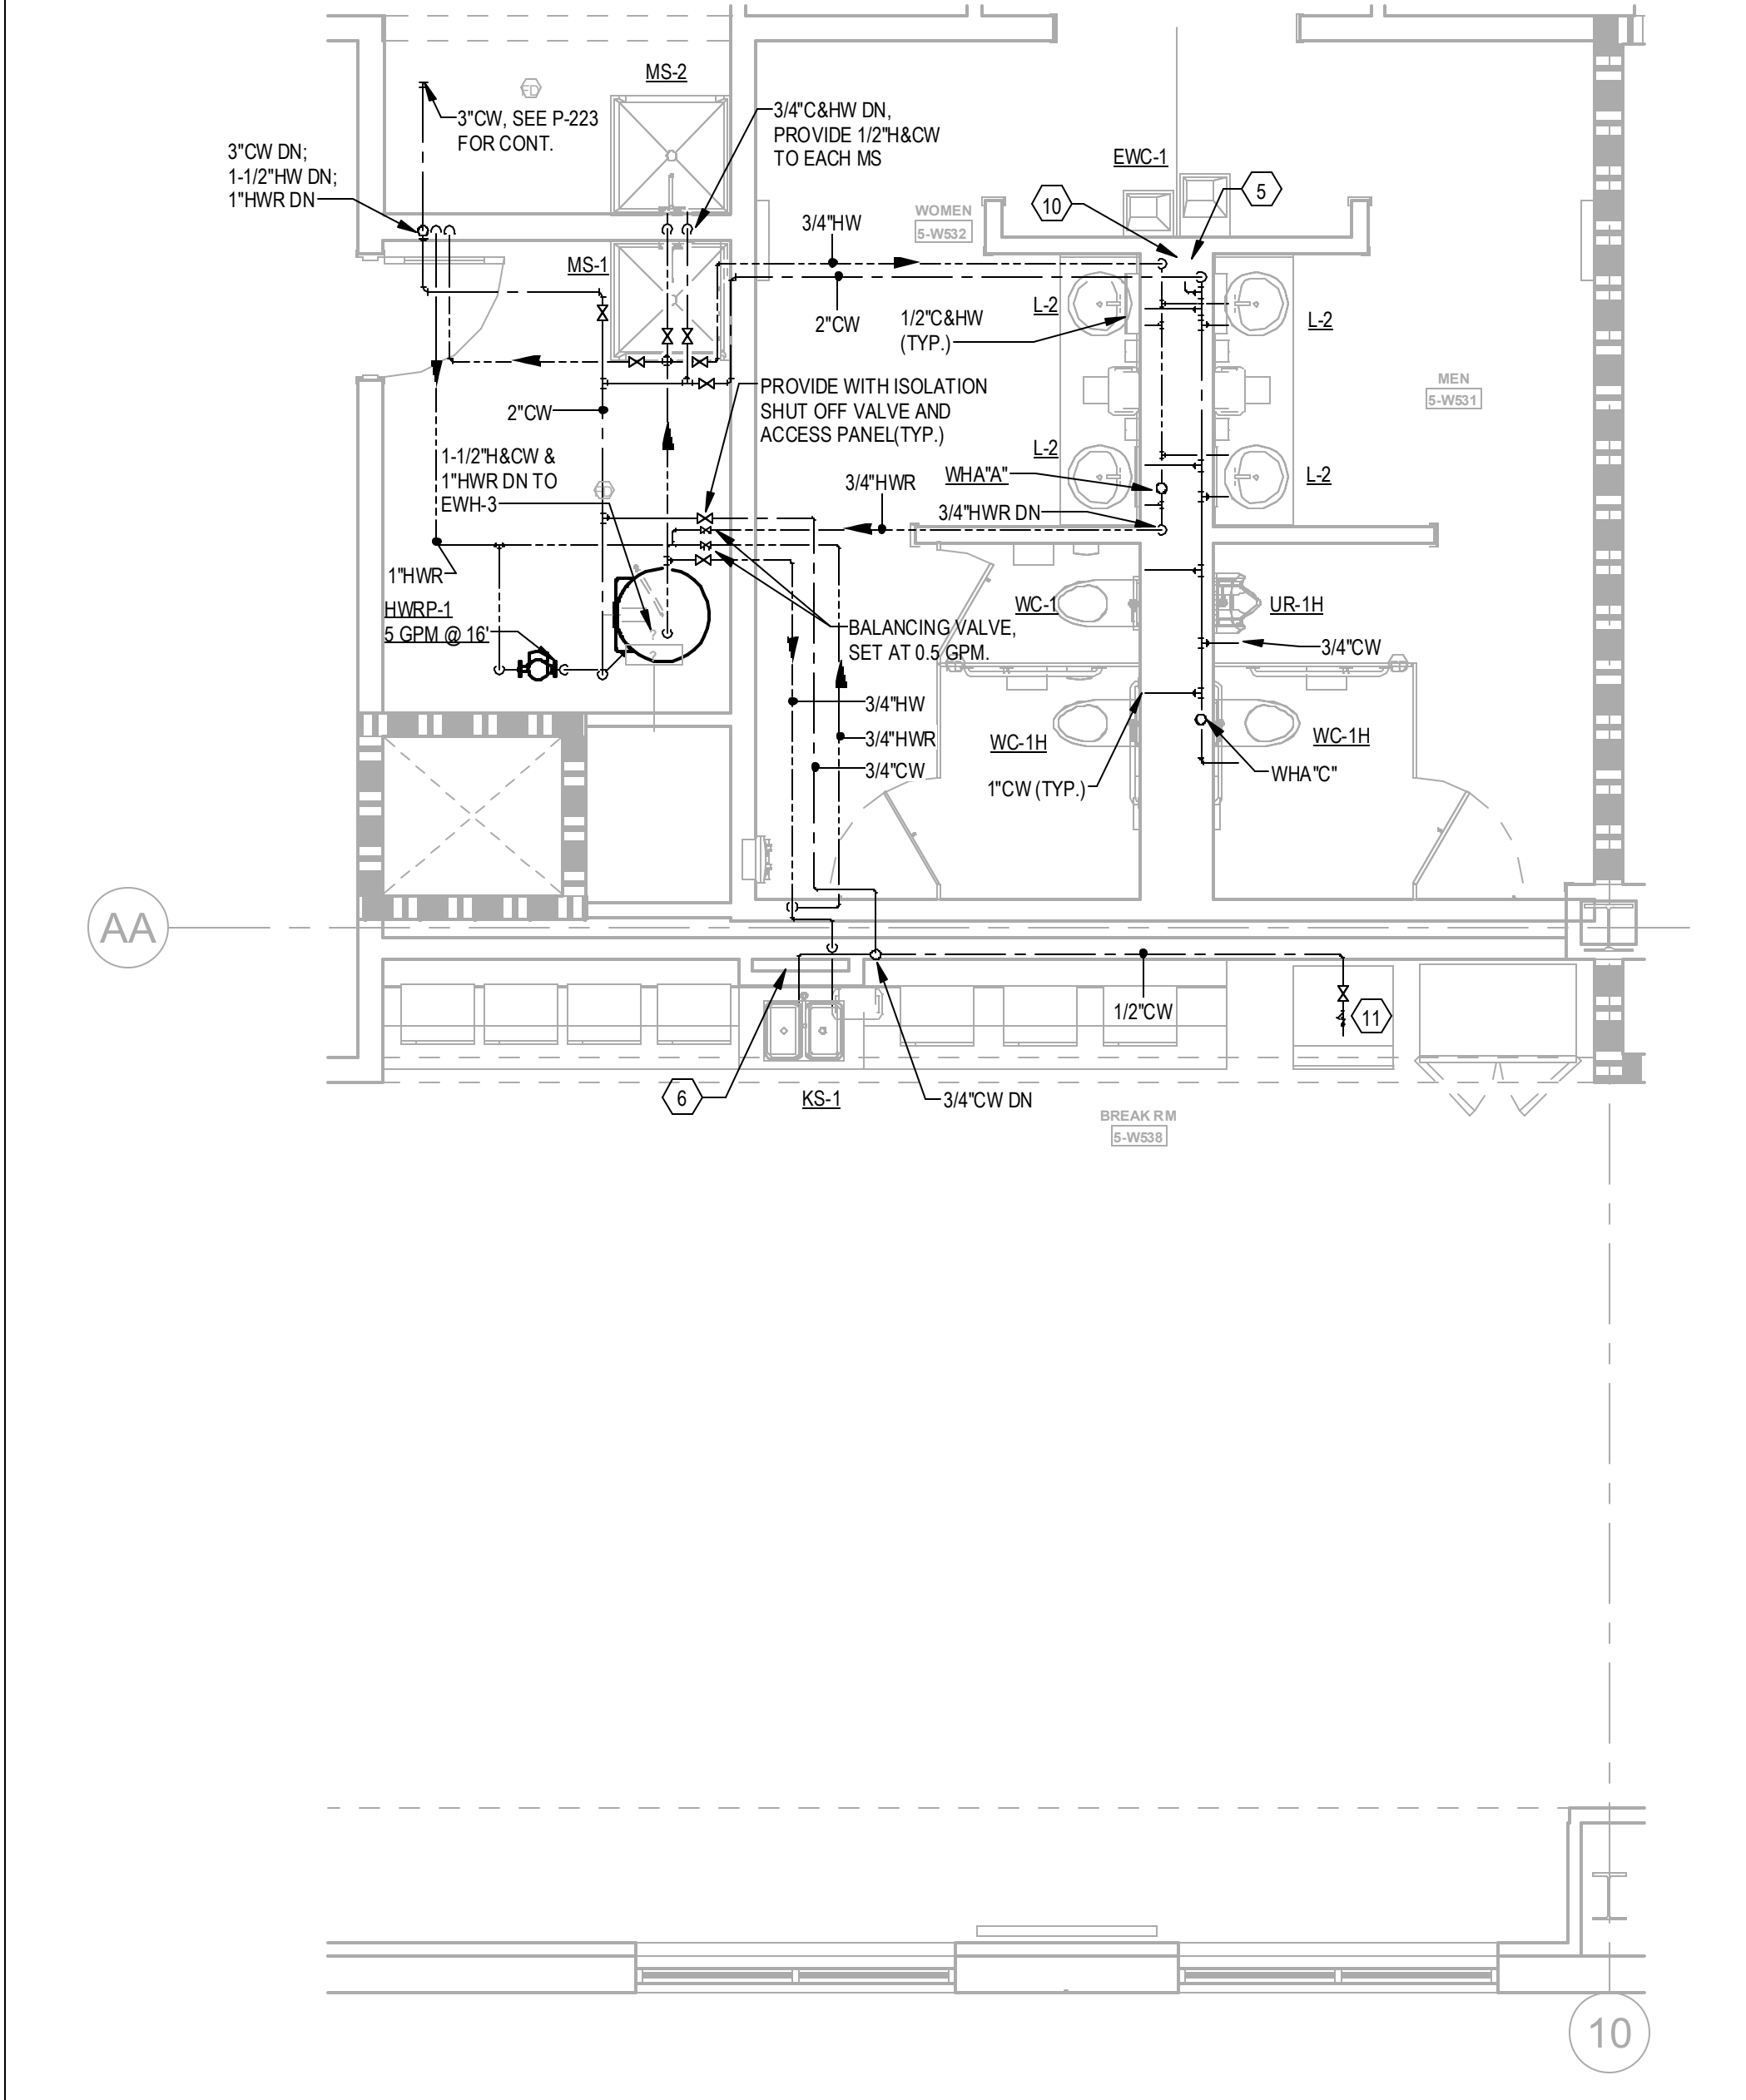 MS-2
FD
3"CW, SEE P-223
FOR CONT.
3/4"C&HW DN,
PROVIDE 1/2"H&CW
TO EACH MS
3"CW DN;
1-1/2"HW DN;
1"HWR DN
EWC-1
10
5
WOMEN
5-W532
3/4"HW
MS-1
2"CW
L-2
1/2"C&HW
(TYP.)
L-2
MEN
5-W531
PROVIDE WITH ISOLATION
SHUT OFF VALVE AND
ACCESS PANEL(TYP.)
2"CW
1-1/2"H&CW &
1"HWR DN TO
EWH-3
L-2
L-2
WHA"A"
3/4"HWR
3/4"HWR DN
1"HWR
HWRP-1
5 GPM @ 16'
?
?
WC-1
UR-1H
BALANCING VALVE,
SET AT 0.5 GPM.
3/4"CW
3/4"HW
3/4"HWR
3/4"CW
WC-1H
WC-1H
1"CW (TYP.)
WHA"C"
AA
1/2"CW
11
6
KS-1
3/4"CW DN
BREAK RM
5-W538
10